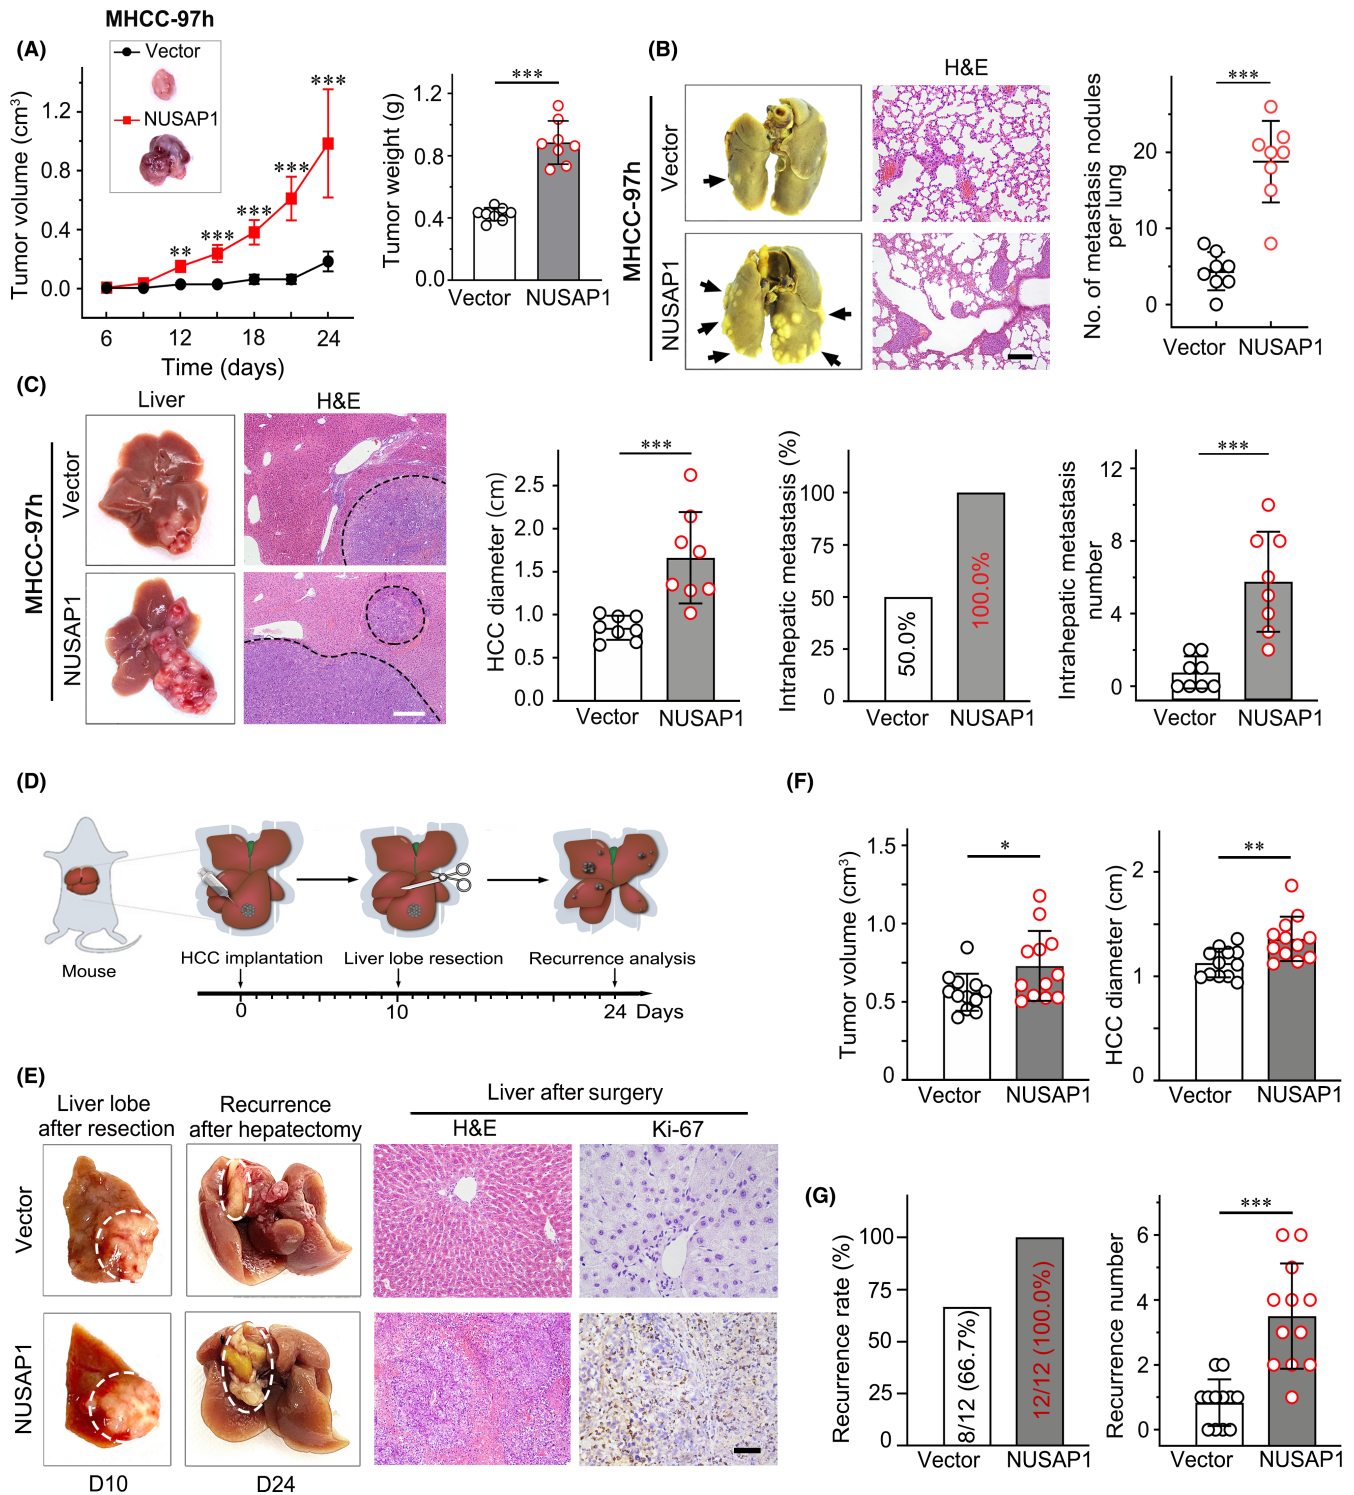 MHCC-97h
(A)
Vector
NUSAP1
Tumor volume (cm³)
1.2
0.8
0.4
0.0
** *** *** *** ***
6 12 18 24
Time (days)
Tumor weight (g)
1.2
0.8
0.4
0.0
***
Vector NUSAP1
(B)
H&E
MHCC-97h
Vector
NUSAP1
No. of metastasis nodules
per lung
20
10
0
***
Vector NUSAP1
(C)
Liver H&E
MHCC-97h
Vector
NUSAP1
HCC diameter (cm)
2.5
2.0
1.5
1.0
0.5
0.0
***
Vector NUSAP1
Intrahepatic metastasis (%)
100
75
50
25
0
50.0%
100.0%
Vector NUSAP1
Intrahepatic metastasis
number
12
8
4
0
***
Vector NUSAP1
(D)
Mouse
HCC implantation Liver lobe resection Recurrence analysis
0 10 24 Days
(E)
Liver lobe
after resection
Recurrence
after hepatectomy
Liver after surgery
H&E Ki-67
Vector
NUSAP1
D10 D24
(F)
Tumor volume (cm³)
1.5
1.0
0.5
0
*
Vector NUSAP1
HCC diameter (cm)
2
1
0
**
Vector NUSAP1
(G)
Recurrence rate (%)
100
75
50
25
0
8/12 (66.7%)
12/12 (100.0%)
Vector NUSAP1
Recurrence number
6
4
2
0
***
Vector NUSAP1